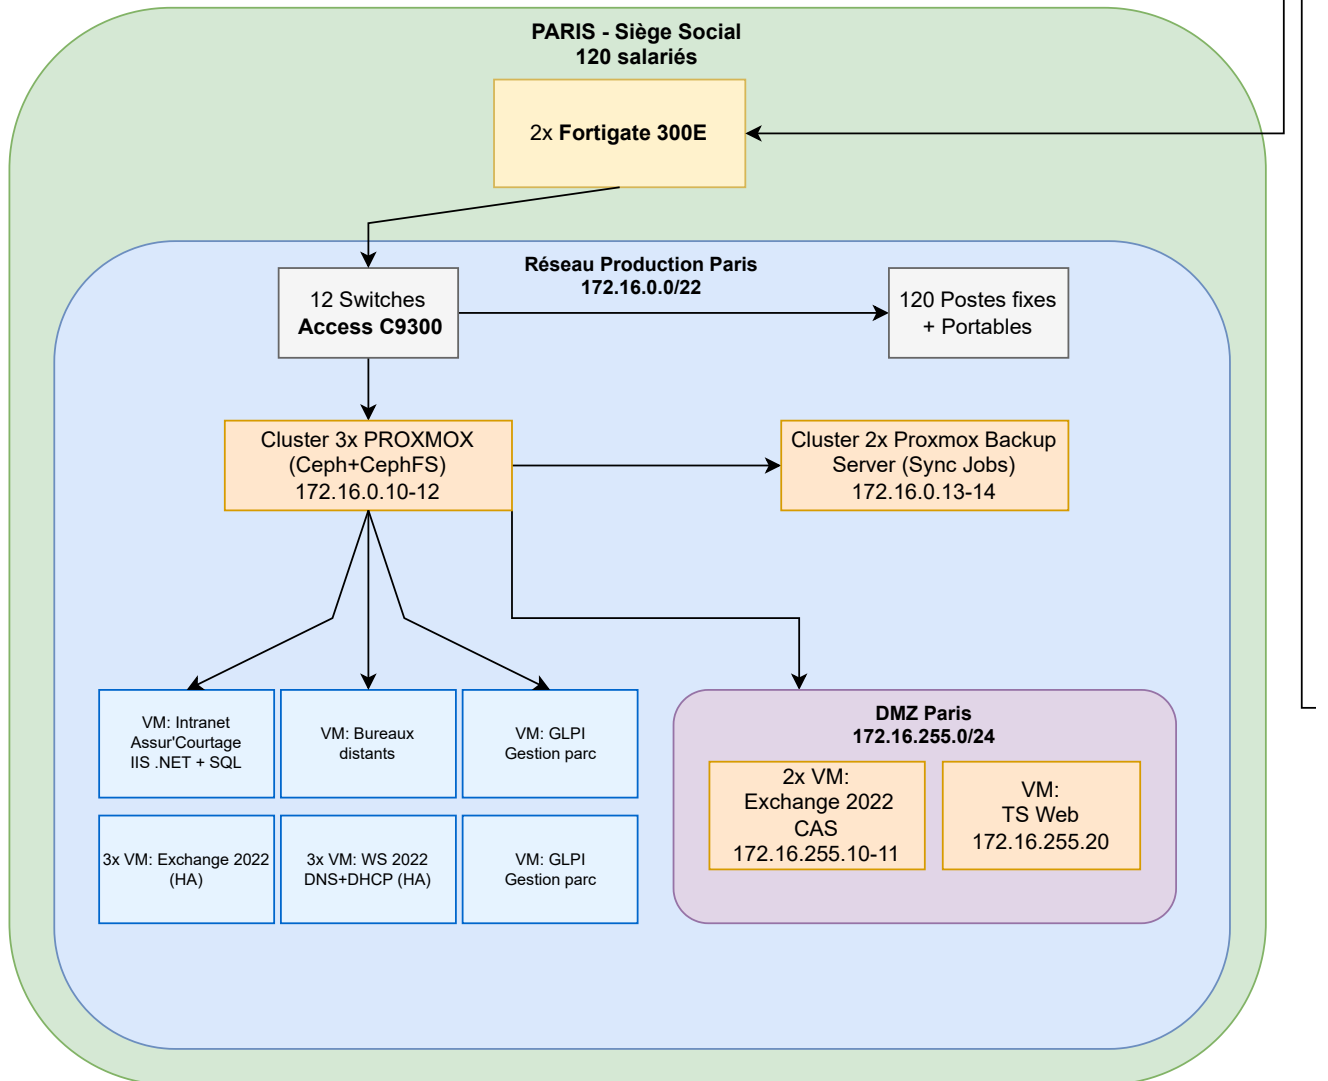 PARIS - Siège Social
120 salariés
2x Fortigate 300E
Réseau Production Paris
172.16.0.0/22
12 Switches
Access C9300
120 Postes fixes
+ Portables
Cluster 3x PROXMOX
(Ceph+CephFS)
172.16.0.10-12
Cluster 2x Proxmox Backup
Server (Sync Jobs)
172.16.0.13-14
VM: Intranet
Assur'Courtage
IIS .NET + SQL
VM: Bureaux
distants
VM: GLPI
Gestion parc
3x VM: Exchange 2022
(HA)
3x VM: WS 2022
DNS+DHCP (HA)
VM: GLPI
Gestion parc
DMZ Paris
172.16.255.0/24
2x VM:
Exchange 2022
CAS
172.16.255.10-11
VM:
TS Web
172.16.255.20